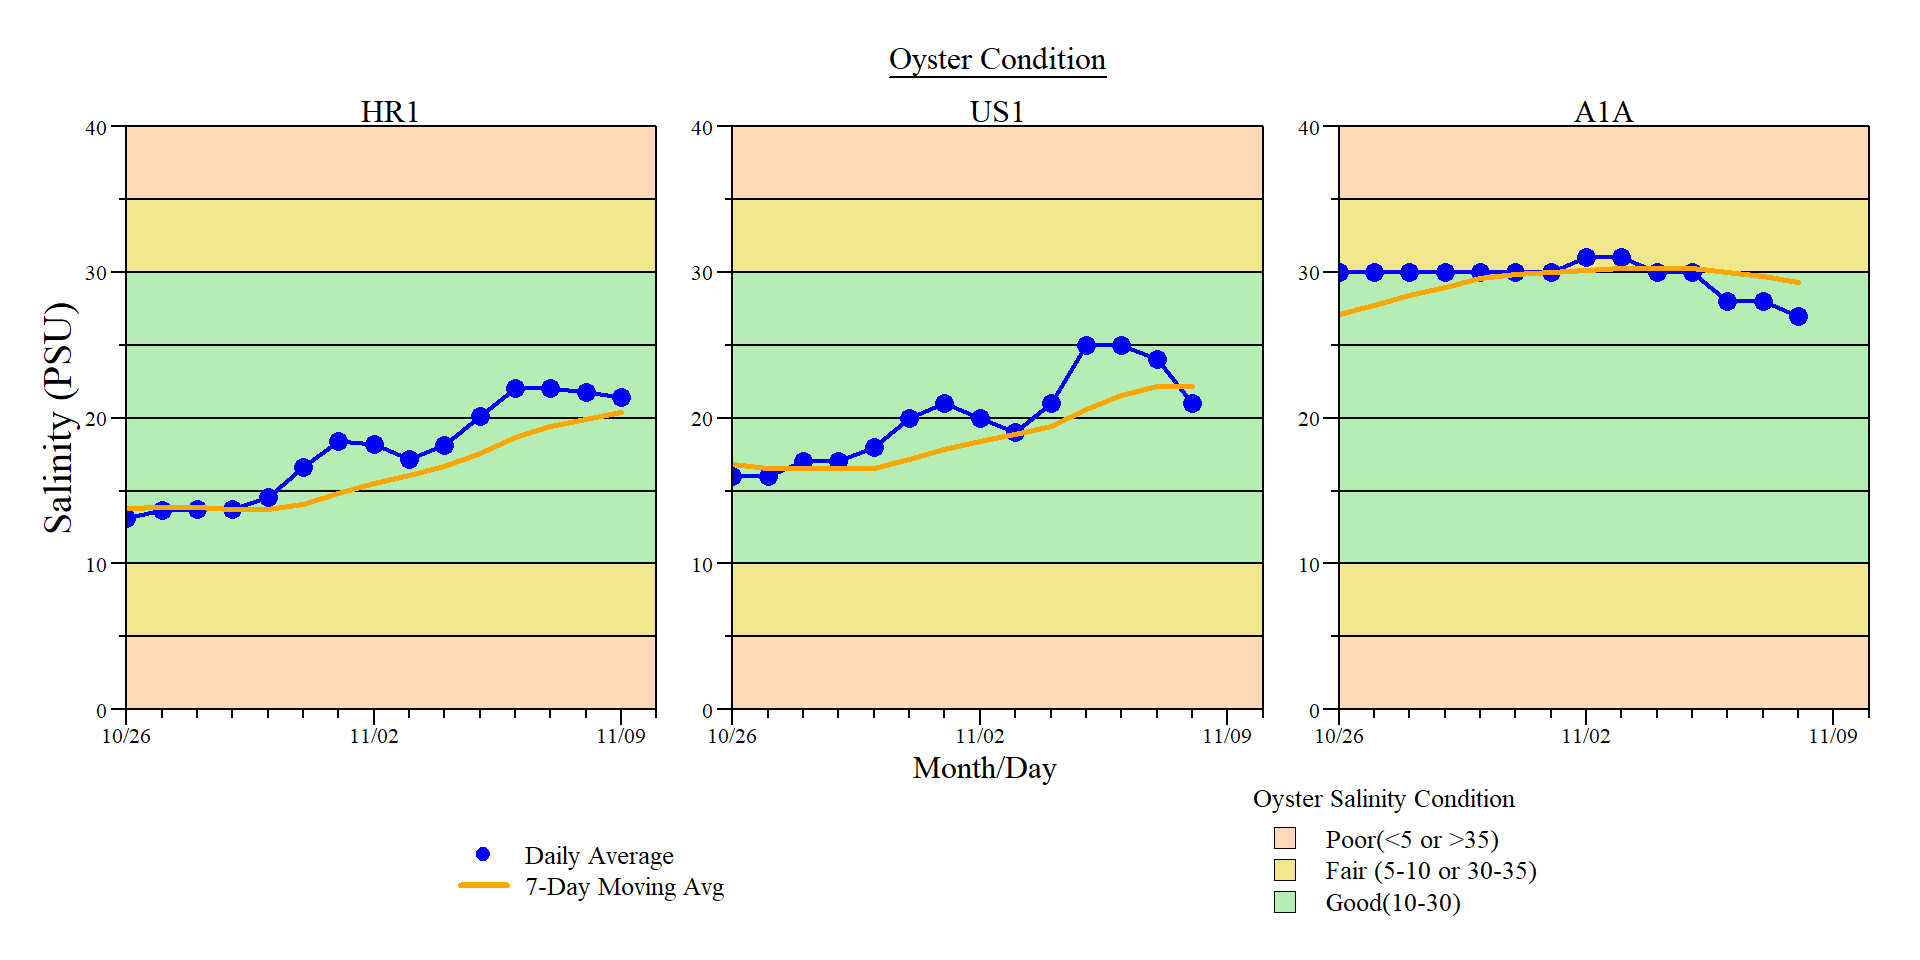 Oyster Condition
HR1
US1
A1A
Salinity (PSU)
40
30
20
10
0
10/26
11/02
11/09
40
30
20
10
0
10/26
11/02
11/09
40
30
20
10
0
10/26
11/02
11/09
Month/Day
Daily Average
7-Day Moving Avg
Oyster Salinity Condition
Poor(<5 or >35)
Fair (5-10 or 30-35)
Good(10-30)